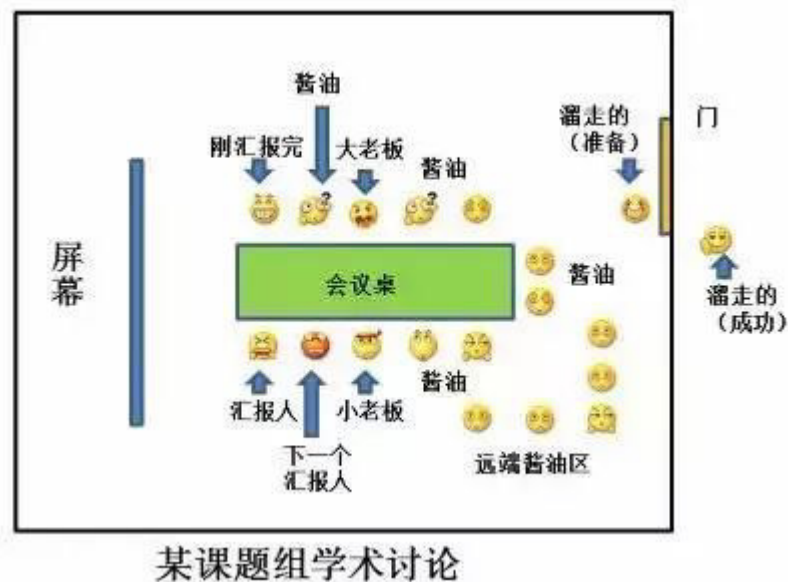 酱油
刚汇报完
大老板
酱油
溜走的
(准备)
门
屏幕
会议桌
酱油
溜走的
(成功)
汇报人
小老板
酱油
下一个
汇报人
远端酱油区
某课题组学术讨论